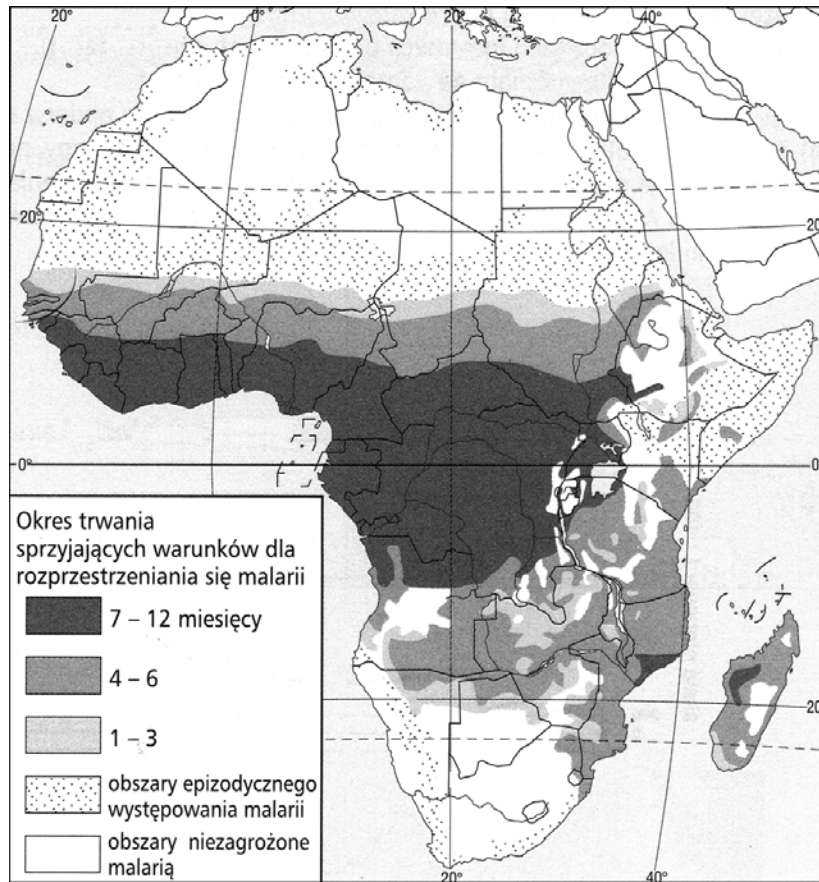 20°
0°
20°
40°
20°
20
0°
0
20
20°
40°
Okres trwania
sprzyjających warunków dla
rozprzestrzeniania się malarii
7 – 12 miesięcy
4 – 6
1 – 3
obszary epizodycznego
występowania malarii
obszary niezagrożone
malarią